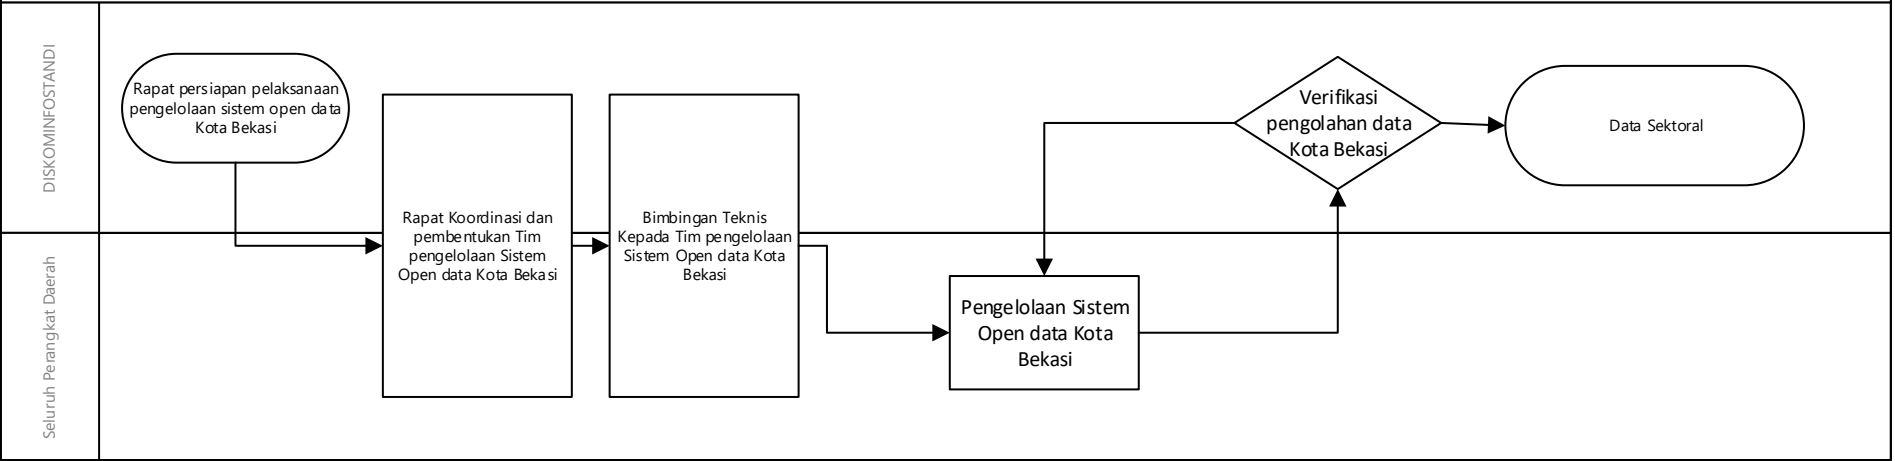 DISKOMINFOSTANDI
Rapat persiapan pelaksanaan
pengelolaan sistem open data
Kota Bekasi
Rapat Koordinasi dan
pembentukan Tim
pengelolaan Sistem
Open data Kota Bekasi
Bimbingan Teknis
Kepada Tim pengelolaan
Sistem Open data Kota
Bekasi
Verifikasi
pengolahan data
Kota Bekasi
Data Sektoral
Seluruh Perangkat Daerah
Pengelolaan Sistem
Open data Kota
Bekasi